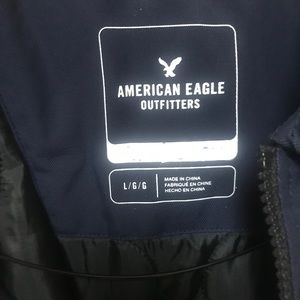 AMERICAN EAGLE
OUTFITTERS
L/G/G
MADE IN CHINA
FABRIQUÉ EN CHINE
HECHO EN CHINA